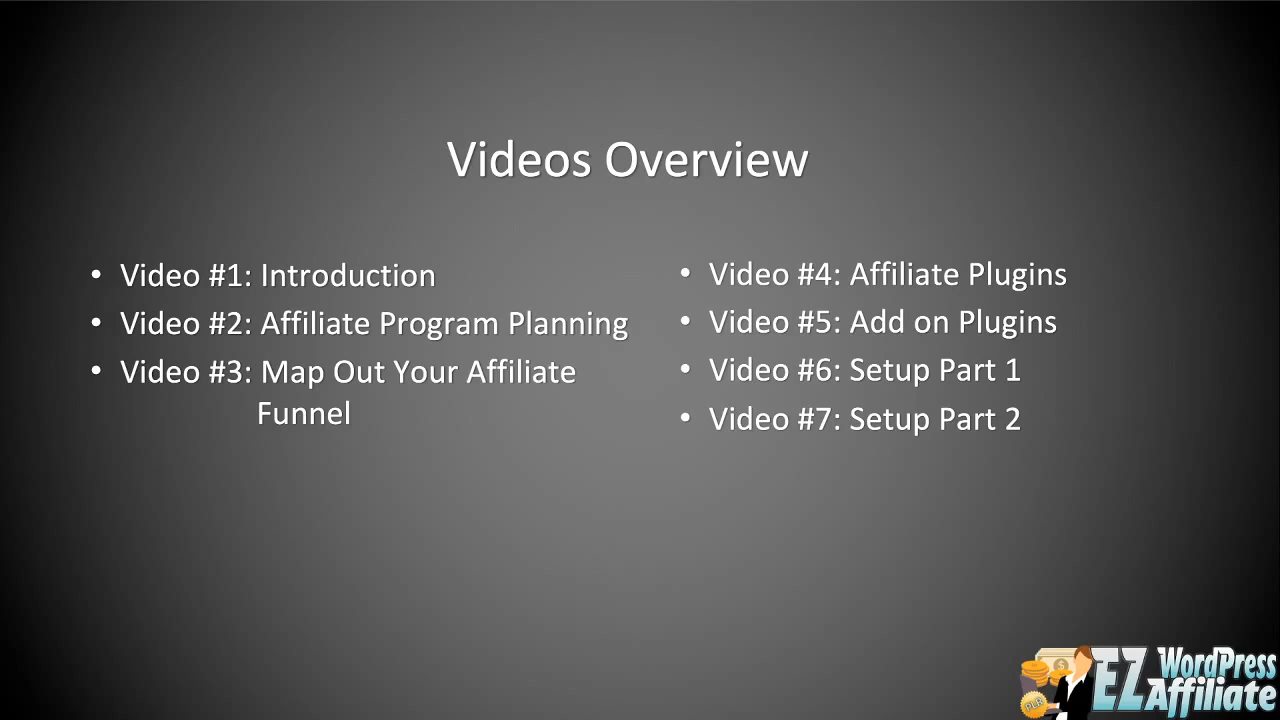 Videos Overview
• Video #1: Introduction
• Video #2: Affiliate Program Planning
• Video #3: Map Out Your Affiliate
Funnel
• Video #4: Affiliate Plugins
• Video #5: Add on Plugins
• Video #6: Setup Part 1
• Video #7: Setup Part 2
PLR
EZ WordPress
Affiliate